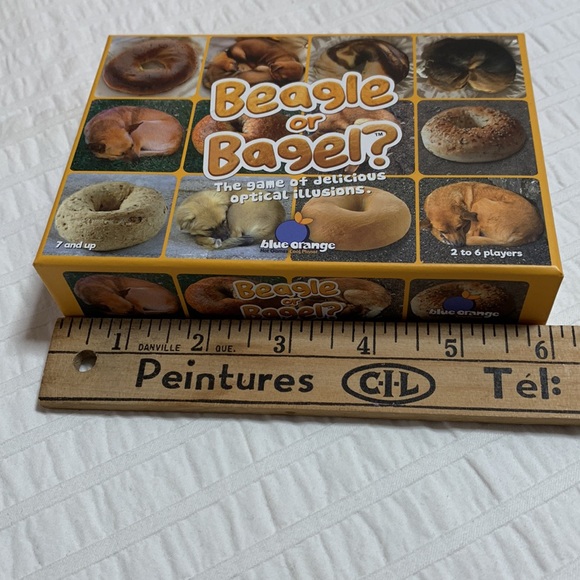 Beagle
or
Bagel?™
The game of delicious
optical illusions.
blue orange
7 and up
2 to 6 players
Beagle
or
Bagel?
blue orange
1 2 3 4 5 6
DANVILLE QUE.
Peintures C·I·L Tél: